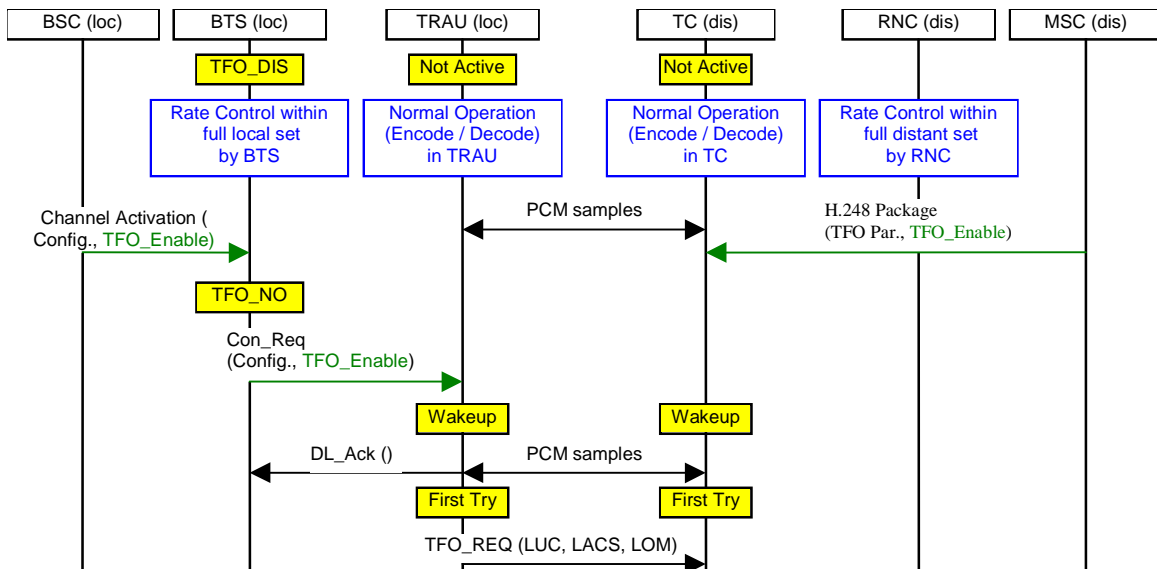 BSC (loc)
BTS (loc)
TRAU (loc)
TC (dis)
RNC (dis)
MSC (dis)
TFO_DIS
Not Active
Not Active
Rate Control within
full local set
by BTS
Normal Operation
(Encode / Decode)
in TRAU
Normal Operation
(Encode / Decode)
in TC
Rate Control within
full distant set
by RNC
Channel Activation (
Config., TFO_Enable)
PCM samples
H.248 Package
(TFO Par., TFO_Enable)
TFO_NO
Con_Req
(Config., TFO_Enable)
Wakeup
Wakeup
DL_Ack ()
PCM samples
First Try
First Try
TFO_REQ (LUC, LACS, LOM)